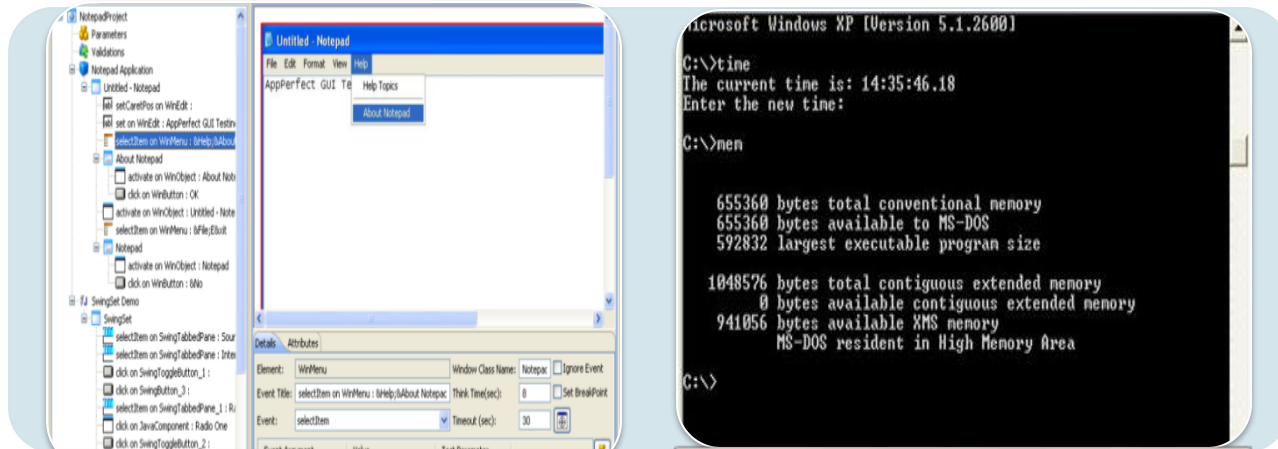 NotepadProject
Parameters
Validations
Notepad Application
Untitled - Notepad
setCaretPos on WinEdit :
set on WinEdit : AppPerfect GUI Testin
selectItem on WinMenu : &Help;&Abou
About Notepad
activate on WinObject : About Note
click on WinButton : OK
activate on WinObject : Untitled - Note
selectItem on WinMenu : &File;E&xit
Notepad
activate on WinObject : Notepad
click on WinButton : &No
SwingSet Demo
SwingSet
selectItem on SwingTabbedPane : Sour
selectItem on SwingTabbedPane : Inter
click on SwingToggleButton_1 :
click on SwingButton_3 :
selectItem on SwingTabbedPane_1 : Ra
click on JavaComponent : Radio One
click on SwingToggleButton_2 :
Untitled - Notepad
File Edit Format View Help
AppPerfect GUI Te
Help Topics
About Notepad
Details Attributes
Element: WinMenu Window Class Name: Notepac Ignore Event
Event Title: selectItem on WinMenu : &Help;&About Notepac Think Time(sec): 8 Set BreakPoint
Event: selectItem Timeout (sec): 30
Microsoft Windows XP [Version 5.1.2600]
C:\>time
The current time is: 14:35:46.18
Enter the new time:
C:\>mem
655360 bytes total conventional memory
655360 bytes available to MS-DOS
592832 largest executable program size
1048576 bytes total contiguous extended memory
0 bytes available contiguous extended memory
941056 bytes available XMS memory
MS-DOS resident in High Memory Area
C:\>